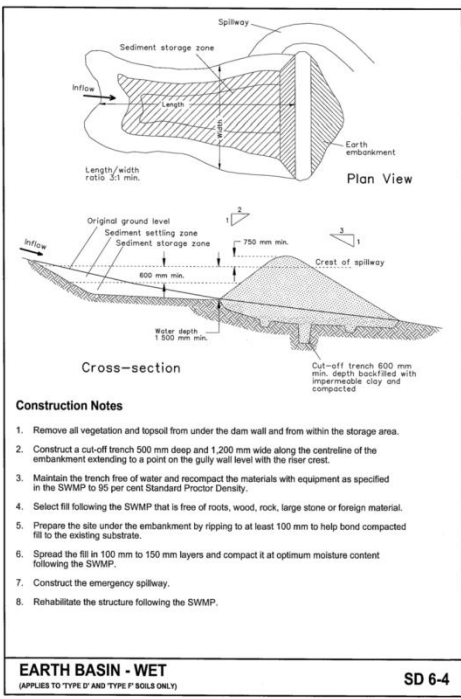 Spillway
Sediment storage zone
Inflow
Length
Width
Earth
embankment
Length/width
ratio 3:1 min.
Plan View
2
1
3
1
Original ground level
Sediment settling zone
Sediment storage zone
750 mm min.
Crest of spillway
Inflow
600 mm min.
Water depth
1 500 mm min.
Cut-off trench 600 mm
min. depth backfilled with
impermeable clay and
compacted
Cross-section
Construction Notes
1. Remove all vegetation and topsoil from under the dam wall and from within the storage area.
2. Construct a cut-off trench 500 mm deep and 1,200 mm wide along the centreline of the
embankment extending to a point on the gully wall level with the riser crest.
3. Maintain the trench free of water and recompact the materials with equipment as specified
in the SWMP to 95 per cent Standard Proctor Density.
4. Select fill following the SWMP that is free of roots, wood, rock, large stone or foreign material.
5. Prepare the site under the embankment by ripping to at least 100 mm to help bond compacted
fill to the existing substrate.
6. Spread the fill in 100 mm to 150 mm layers and compact it at optimum moisture content
following the SWMP.
7. Construct the emergency spillway.
8. Rehabilitate the structure following the SWMP.
EARTH BASIN - WET
(APPLIES TO 'TYPE D' AND 'TYPE F' SOILS ONLY)
SD 6-4